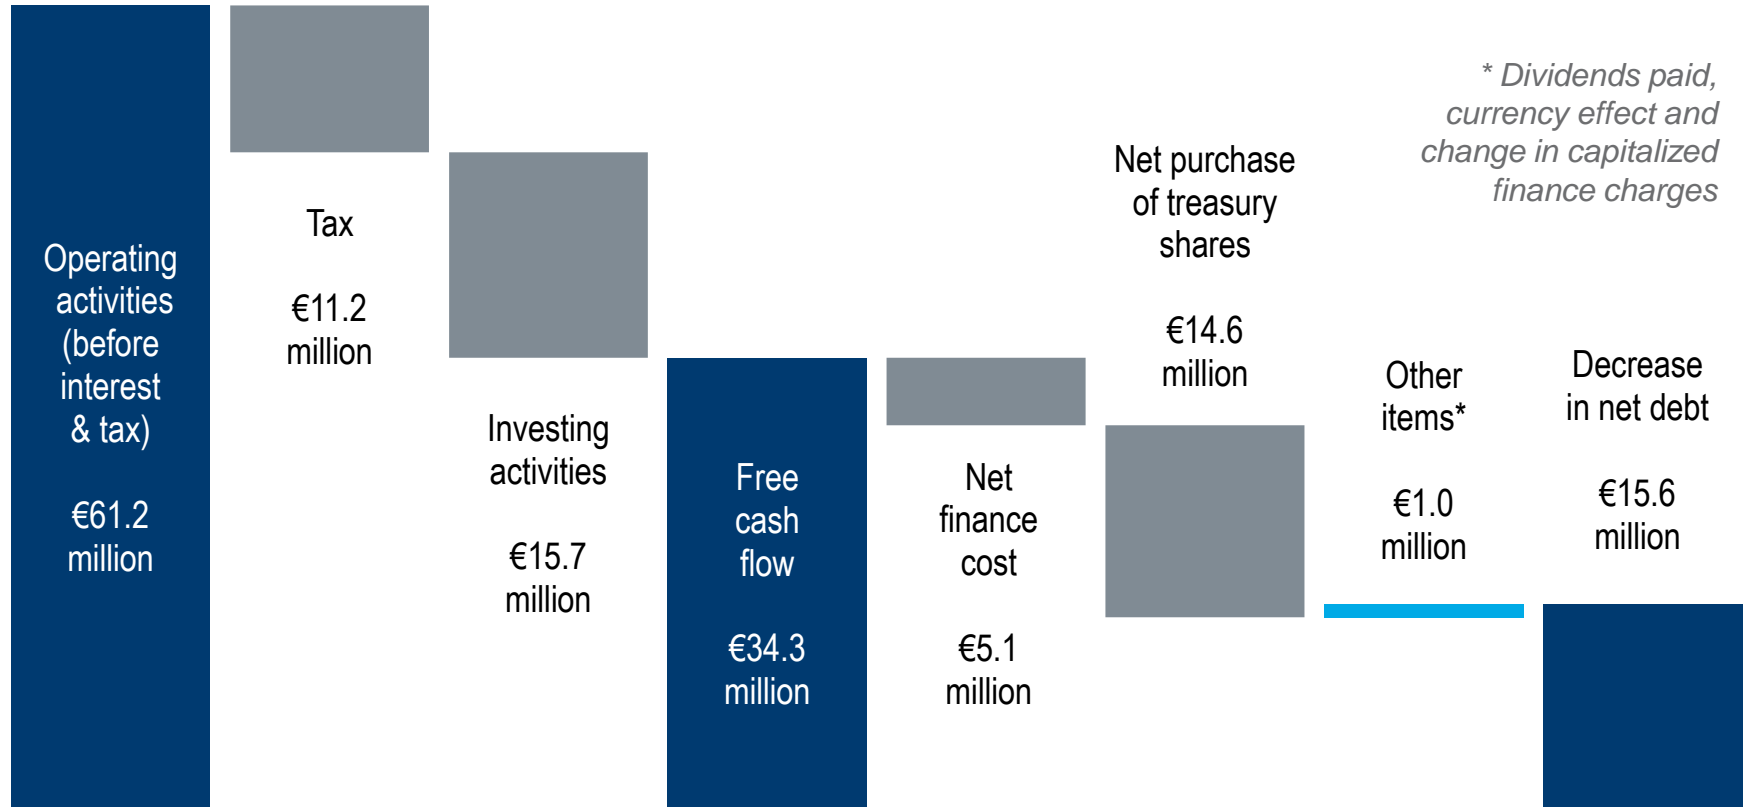 Operating
activities
(before
interest
& tax)
€61.2
million
Tax
€11.2
million
Investing
activities
€15.7
million
Free
cash
flow
€34.3
million
Net
finance
cost
€5.1
million
Net purchase
of treasury
shares
€14.6
million
Other
items*
€1.0
million
Decrease
in net debt
€15.6
million
* Dividends paid,
currency effect and
change in capitalized
finance charges